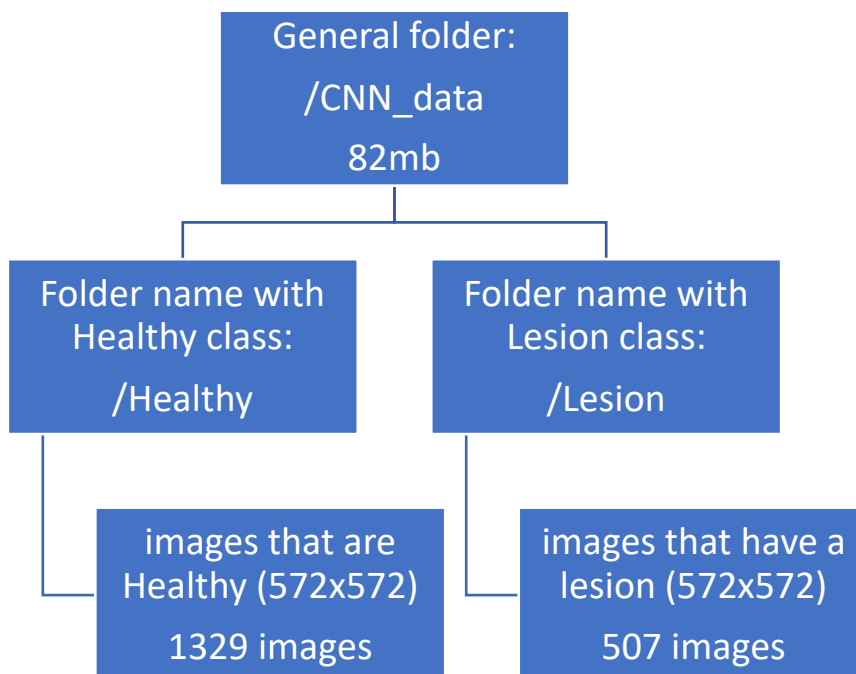 General folder:
/CNN_data
82mb
Folder name with
Healthy class:
/Healthy
Folder name with
Lesion class:
/Lesion
images that are
Healthy (572x572)
1329 images
images that have a
lesion (572x572)
507 images